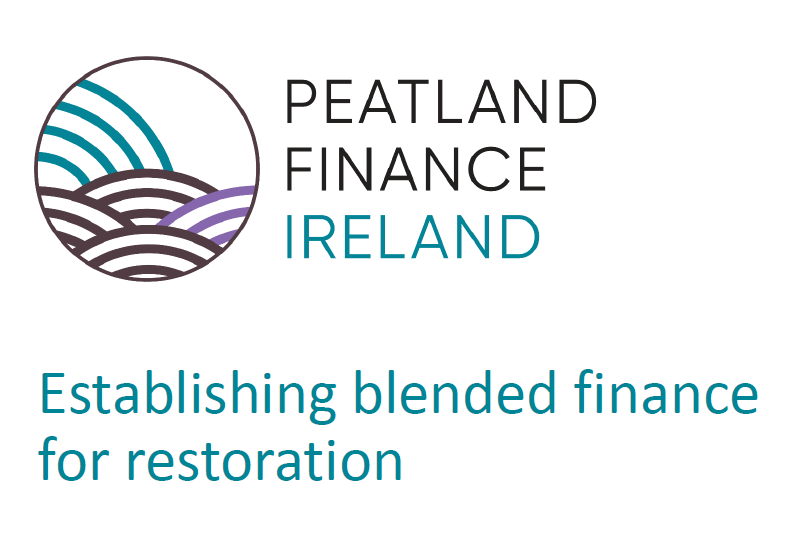 PEATLAND
FINANCE
IRELAND
Establishing blended finance
for restoration